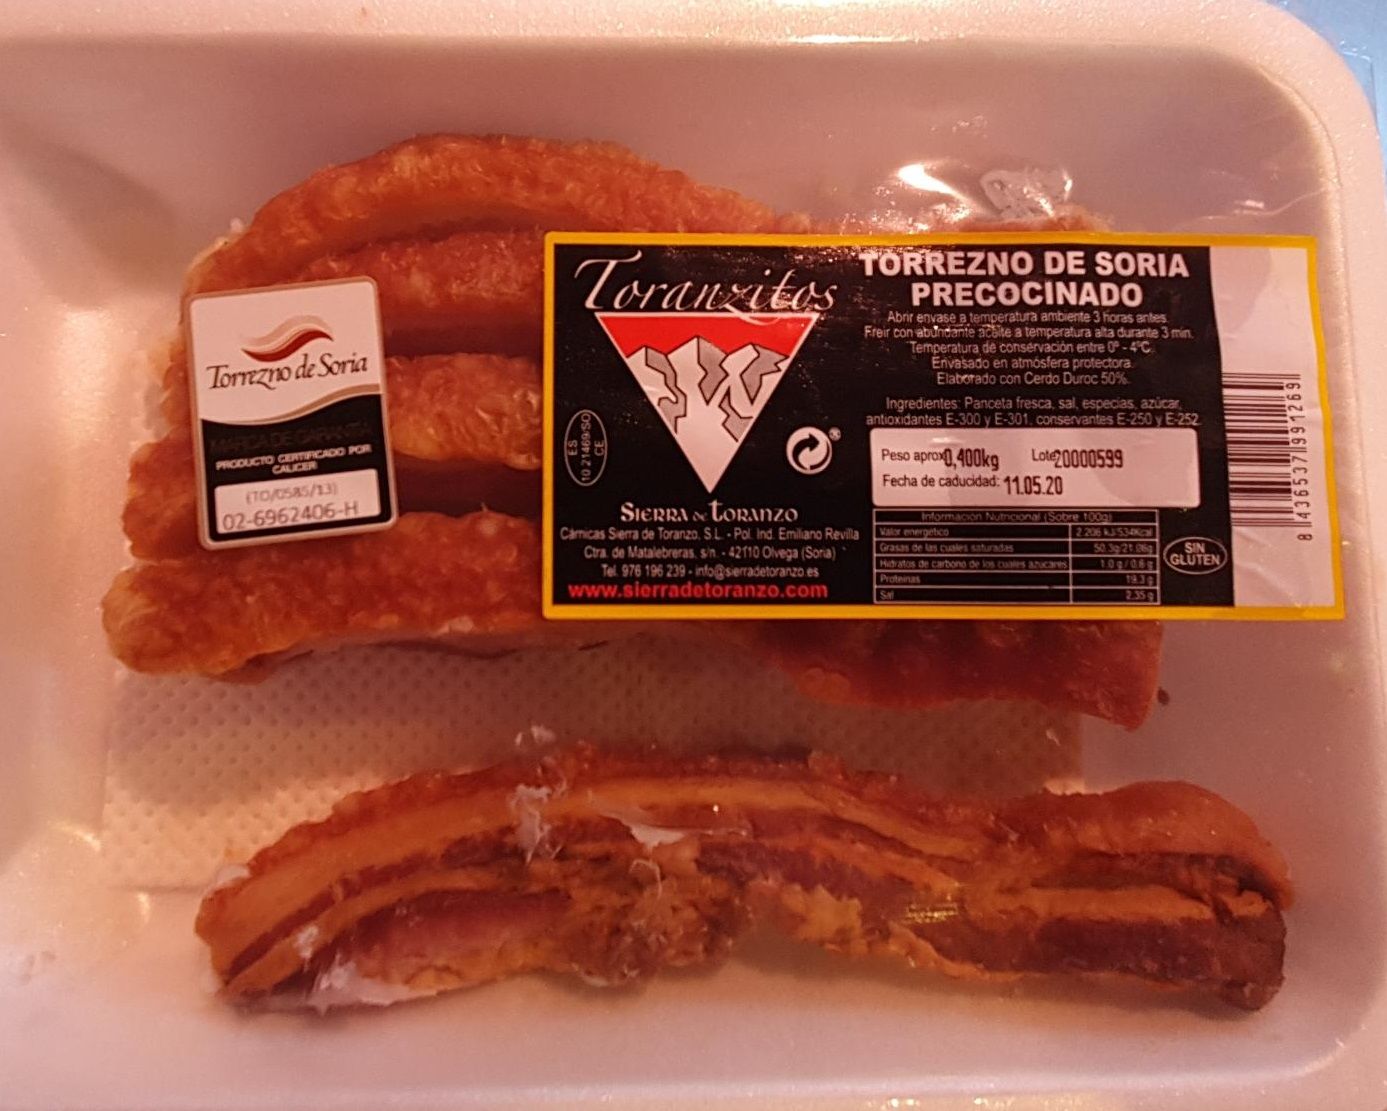 Torrezno de Soria
MARCA DE GARANTÍA
PRODUCTO CERTIFICADO POR
CALICER
(TO/0585/13)
02-6962406-H
Toranzitos
ES
10 21469/SO
CE
SIERRA DE TORANZO
Cárnicas Sierra de Toranzo, S.L. - Pol. Ind. Emiliano Revilla
Ctra. de Matalebreras, s/n. - 42110 Olvega (Soria)
Tel. 976 196 239 - info@sierradetoranzo.es
www.sierradetoranzo.com
TORREZNO DE SORIA
PRECOCINADO
Abrir envase a temperatura ambiente 3 horas antes.
Freir con abundante aceite a temperatura alta durante 3 min.
Temperatura de conservación entre 0º - 4ºC.
Envasado en atmósfera protectora.
Elaborado con Cerdo Duroc 50%.
Ingredientes: Panceta fresca, sal, especias, azúcar,
antioxidantes E-300 y E-301, conservantes E-250 y E-252
Peso aprox 0,400kg Lote 20000599
Fecha de caducidad: 11.05.20
Información Nutricional (Sobre 100g)
Valor energético 2.206 kJ/534Kcal
Grasas de las cuales saturadas 50.3g/21.06g
Hidratos de carbono de los cuales azucares 1.0 g / 0.6 g
Proteinas 19.3 g
Sal 2.35 g
SIN
GLUTEN
8 436537 991269